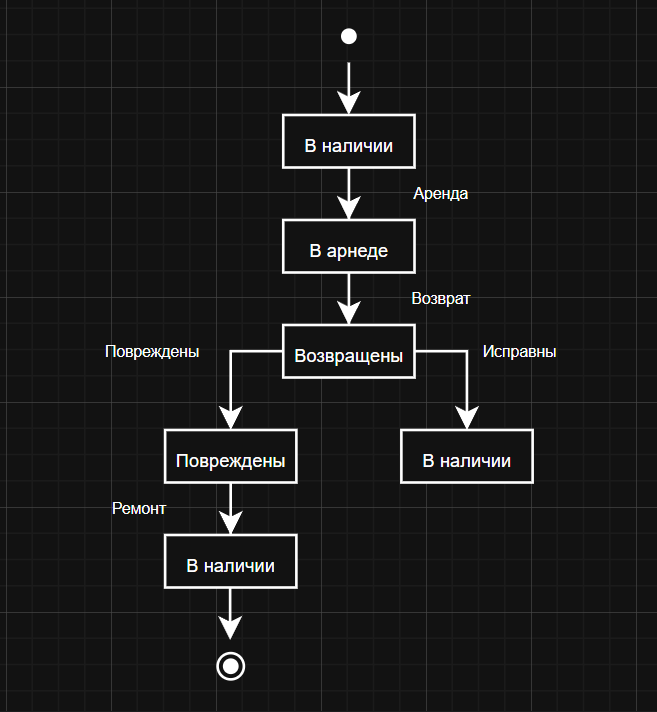 В наличии
Аренда
В арнеде
Возврат
Повреждены
Возвращены
Исправны
Повреждены
В наличии
Ремонт
В наличии